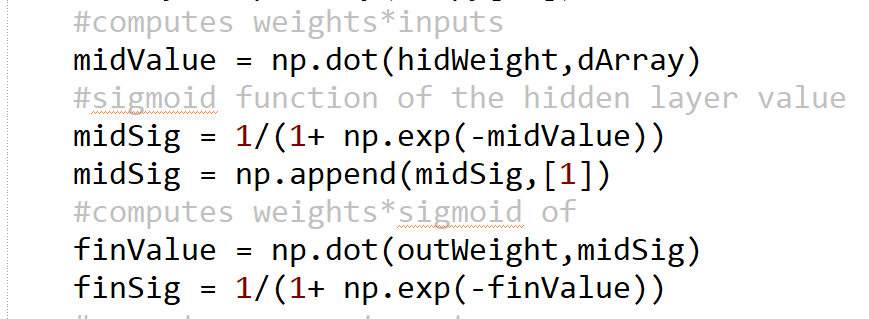 #computes weights*inputs
midValue = np.dot(hidWeight,dArray)
#sigmoid function of the hidden layer value
midSig = 1/(1+ np.exp(-midValue))
midSig = np.append(midSig,[1])
#computes weights*sigmoid of
finValue = np.dot(outWeight,midSig)
finSig = 1/(1+ np.exp(-finValue))